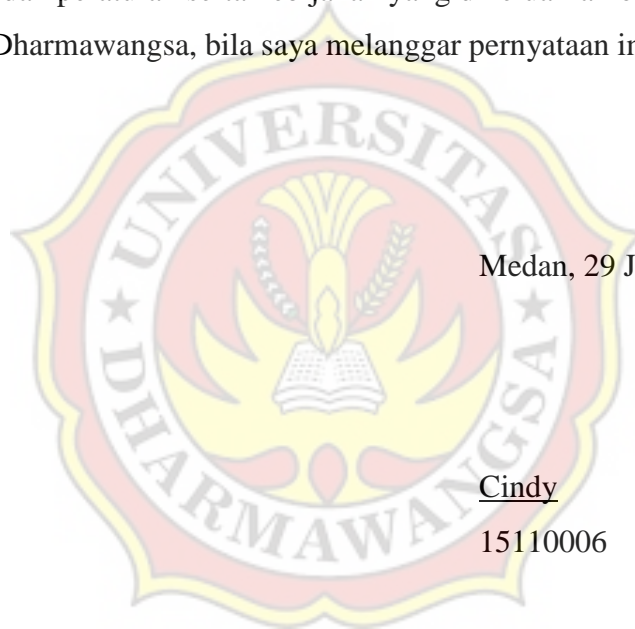 Dharmawangsa, bila saya melanggar pernyataan in
UNIVERSITAS
DHARMAWANGSA
Medan, 29 J
Cindy
15110006